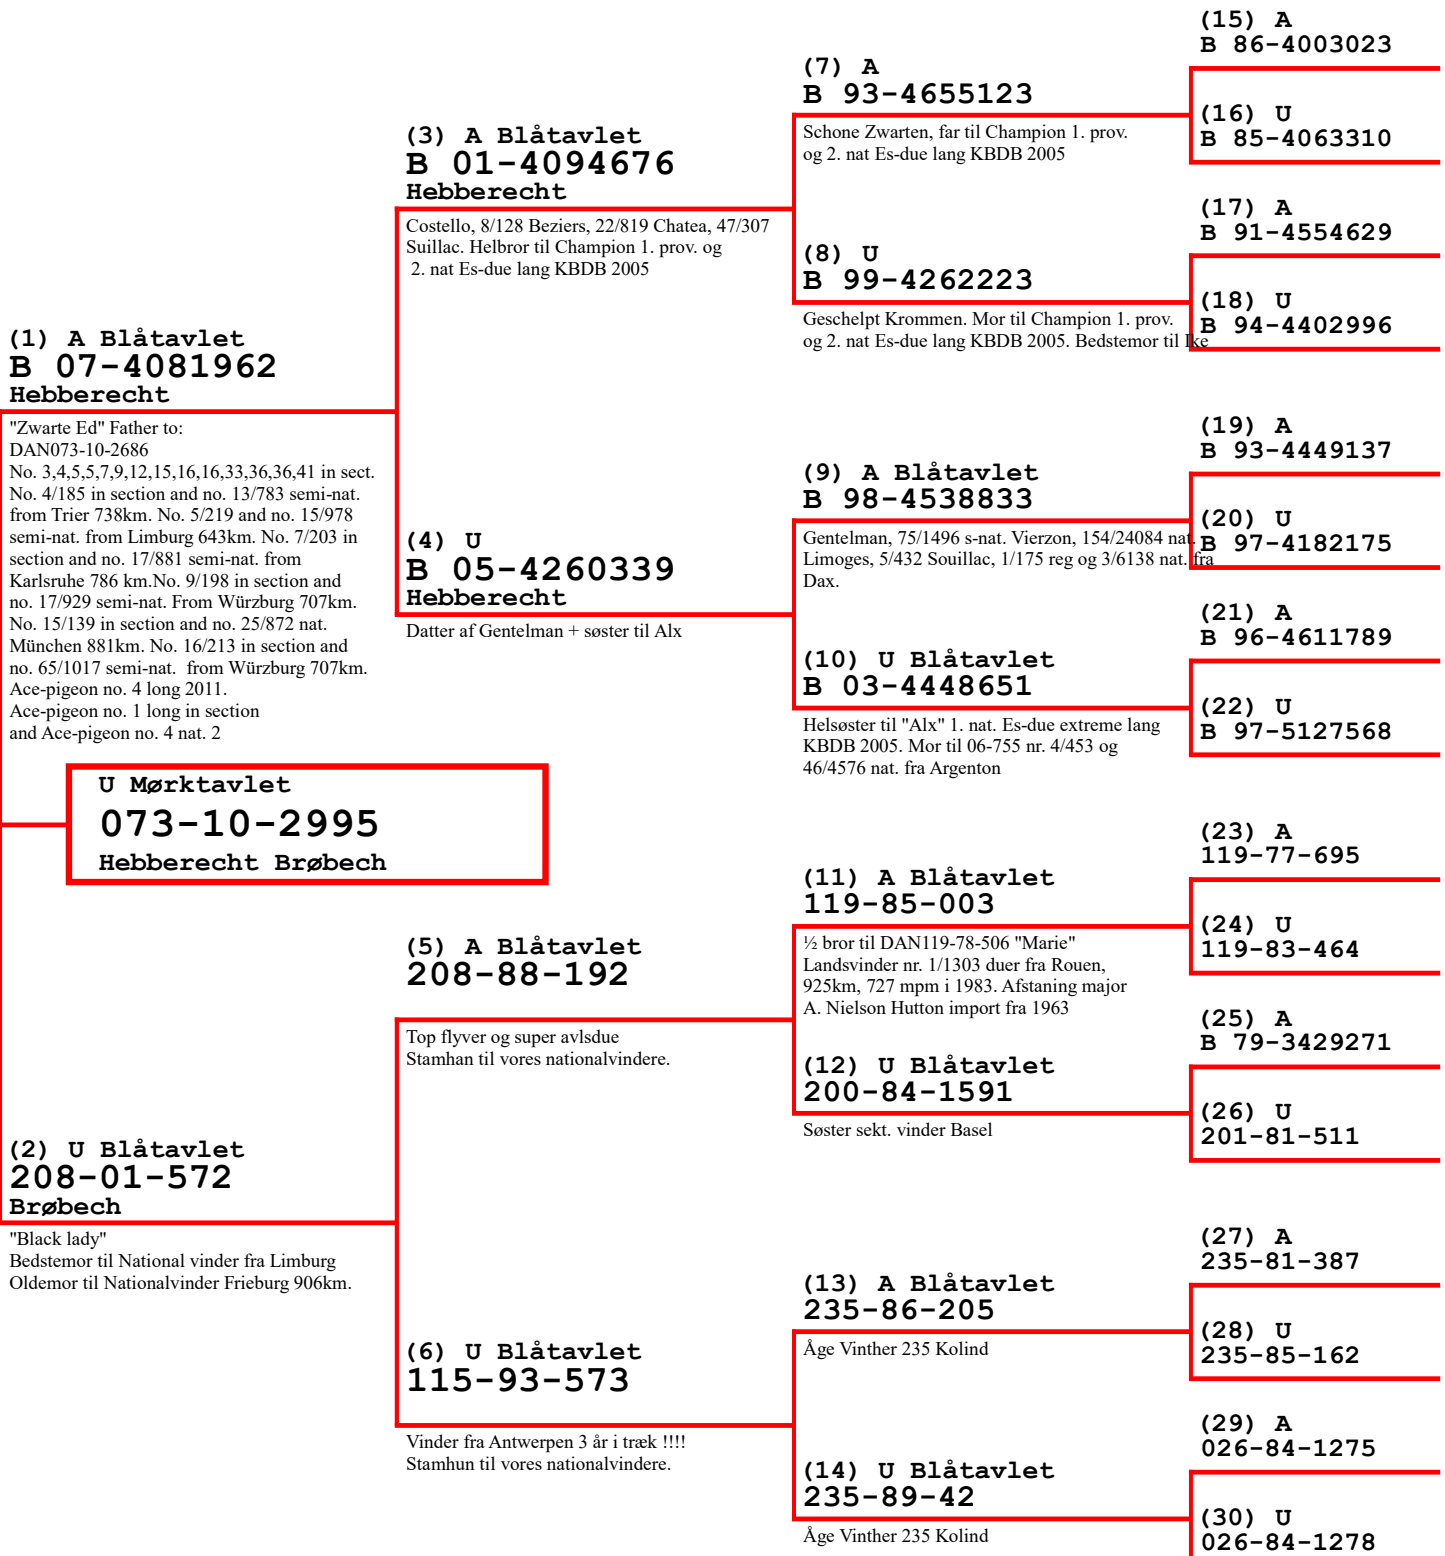 (1) A Blåtavlet
B 07-4081962
Hebberecht
"Zwarte Ed" Father to:
DAN073-10-2686
No. 3,4,5,5,7,9,12,15,16,16,33,36,36,41 in sect.
No. 4/185 in section and no. 13/783 semi-nat.
from Trier 738km. No. 5/219 and no. 15/978
semi-nat. from Limburg 643km. No. 7/203 in
section and no. 17/881 semi-nat. from
Karlsruhe 786 km.No. 9/198 in section and
no. 17/929 semi-nat. From Würzburg 707km.
No. 15/139 in section and no. 25/872 nat.
München 881km. No. 16/213 in section and
no. 65/1017 semi-nat.  from Würzburg 707km.
Ace-pigeon no. 4 long 2011.
Ace-pigeon no. 1 long in section
and Ace-pigeon no. 4 nat. 2
U Mørktavlet
073-10-2995
Hebberecht Brøbech
(2) U Blåtavlet
208-01-572
Brøbech
"Black lady"
Bedstemor til National vinder fra Limburg
Oldemor til Nationalvinder Frieburg 906km.
(3) A Blåtavlet
B 01-4094676
Hebberecht
Costello, 8/128 Beziers, 22/819 Chatea, 47/307
Suillac. Helbror til Champion 1. prov. og
2. nat Es-due lang KBDB 2005
(4) U
B 05-4260339
Hebberecht
Datter af Gentelman + søster til Alx
(5) A Blåtavlet
208-88-192
Top flyver og super avlsdue
Stamhan til vores nationalvindere.
(6) U Blåtavlet
115-93-573
Vinder fra Antwerpen 3 år i træk !!!!
Stamhun til vores nationalvindere.
(7) A
B 93-4655123
Schone Zwarten, far til Champion 1. prov.
og 2. nat Es-due lang KBDB 2005
(8) U
B 99-4262223
Geschelpt Krommen. Mor til Champion 1. prov.
og 2. nat Es-due lang KBDB 2005. Bedstemor til Ike
(9) A Blåtavlet
B 98-4538833
Gentelman, 75/1496 s-nat. Vierzon, 154/24084 nat.
Limoges, 5/432 Souillac, 1/175 reg og 3/6138 nat. fra
Dax.
(10) U Blåtavlet
B 03-4448651
Helsøster til "Alx" 1. nat. Es-due extreme lang
KBDB 2005. Mor til 06-755 nr. 4/453 og
46/4576 nat. fra Argenton
(11) A Blåtavlet
119-85-003
½ bror til DAN119-78-506 "Marie"
Landsvinder nr. 1/1303 duer fra Rouen,
925km, 727 mpm i 1983. Afstaning major
A. Nielson Hutton import fra 1963
(12) U Blåtavlet
200-84-1591
Søster sekt. vinder Basel
(13) A Blåtavlet
235-86-205
Åge Vinther 235 Kolind
(14) U Blåtavlet
235-89-42
Åge Vinther 235 Kolind
(15) A
B 86-4003023
(16) U
B 85-4063310
(17) A
B 91-4554629
(18) U
B 94-4402996
(19) A
B 93-4449137
(20) U
B 97-4182175
(21) A
B 96-4611789
(22) U
B 97-5127568
(23) A
119-77-695
(24) U
119-83-464
(25) A
B 79-3429271
(26) U
201-81-511
(27) A
235-81-387
(28) U
235-85-162
(29) A
026-84-1275
(30) U
026-84-1278